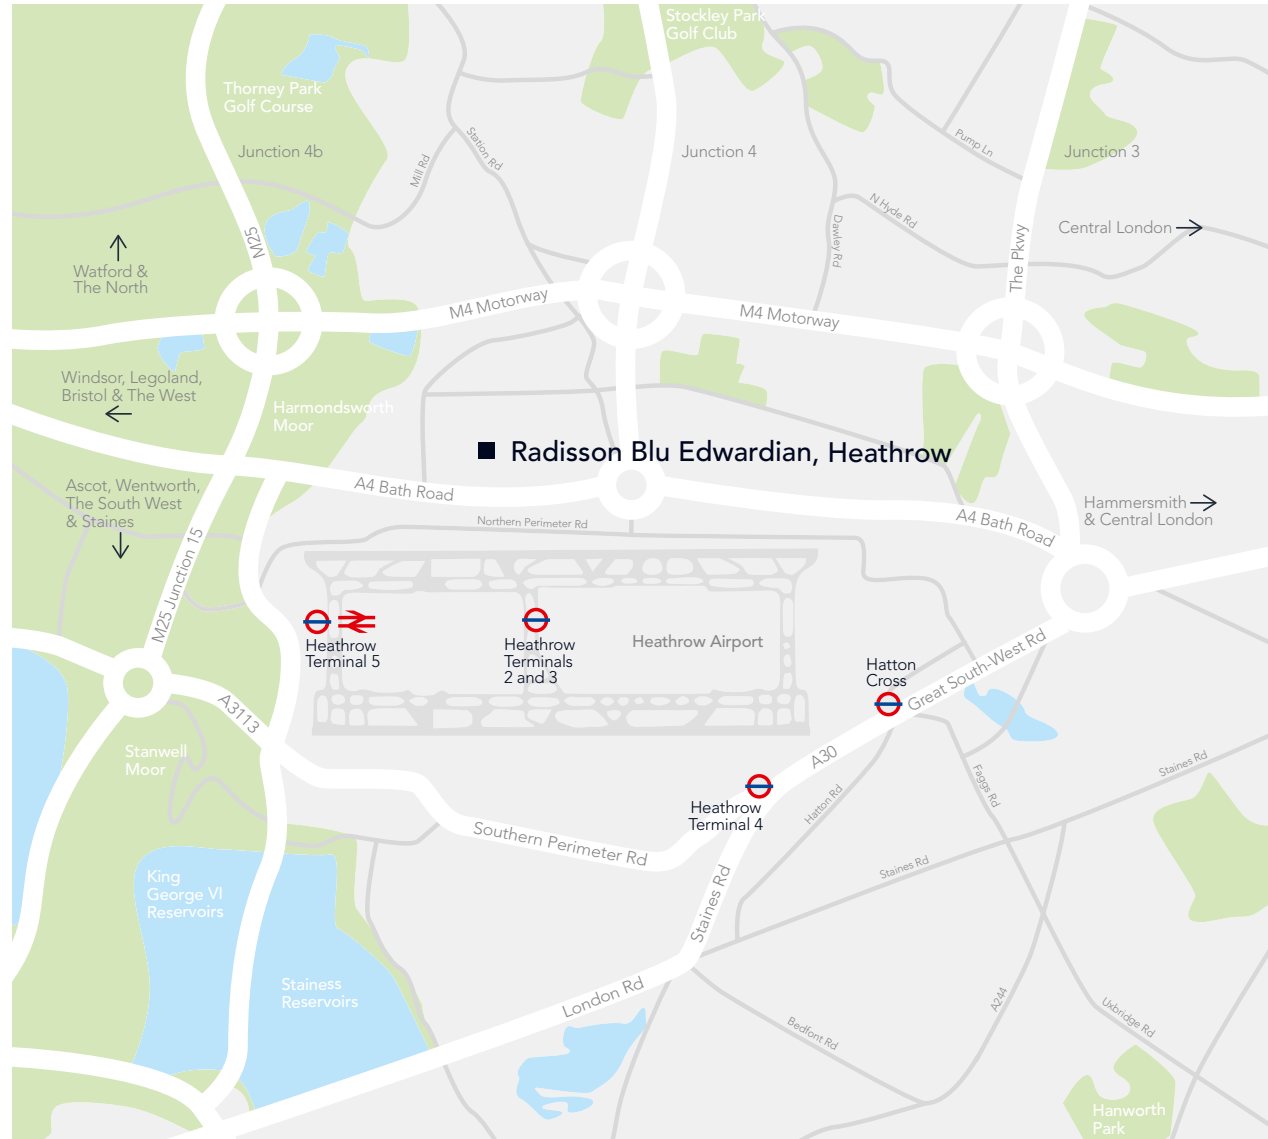 Stockley Park
Golf Club
Thorney Park
Golf Course
Junction 4b
Junction 4
Junction 3
Station Rd
Mill Rd
Pump Ln
N Hyde Rd
Dawley Rd
Central London
The Pkwy
M25
Watford &
The North
M4 Motorway
M4 Motorway
Windsor, Legoland,
Bristol & The West
Harmondsworth
Moor
Radisson Blu Edwardian, Heathrow
Ascot, Wentworth,
The South West
& Staines
A4 Bath Road
Northern Perimeter Rd
A4 Bath Road
Hammersmith
& Central London
M25 Junction 15
Heathrow
Terminal 5
Heathrow
Terminals
2 and 3
Heathrow Airport
Hatton
Cross
Great South-West Rd
A3113
Stanwell
Moor
A30
Staines Rd
Faggs Rd
Hatton Rd
Heathrow
Terminal 4
Southern Perimeter Rd
Staines Rd
Staines Rd
King
George VI
Reservoirs
Stainess
Reservoirs
London Rd
A244
Bedfont Rd
Uxbridge Rd
Hanworth
Park